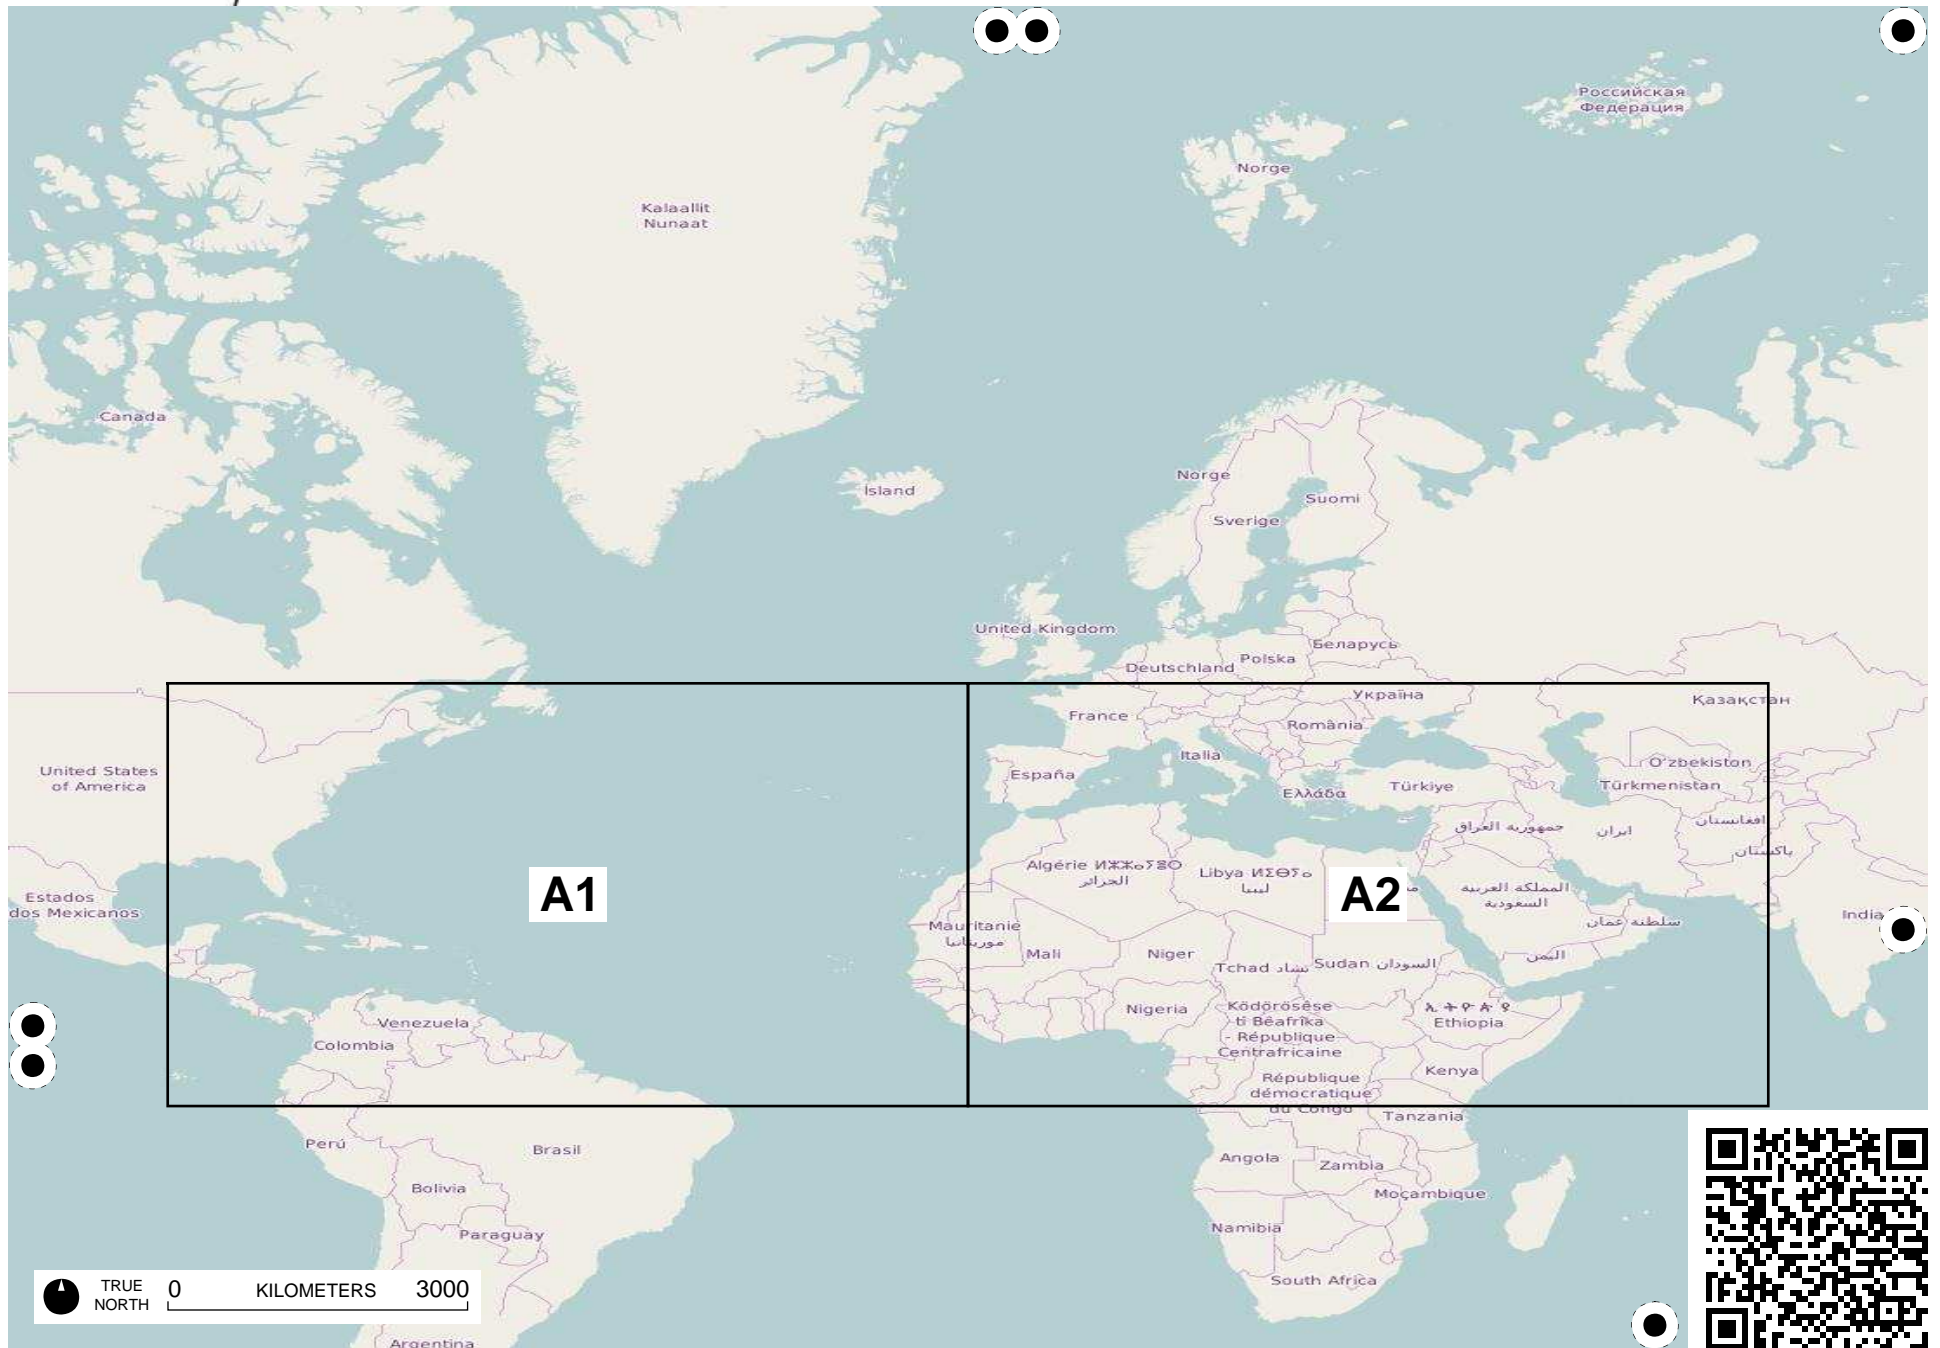 Российская
Федерация
Norge
Kalaallit
Nunaat
Canada
Ísland
Norge
Suomi
Sverige
United Kingdom
Беларусь
Polska
Deutschland
Україна
Қазақстан
France
România
Italia
O'zbekiston
United States
of America
España
Türkiye
Türkmenistan
Ελλάδα
افغانستان
جمهورية العراق
ایران
پاکستان
Algérie ⵍⵣⵣⴰⵢⴻⵔ
الجزائر
Libya ⵍⵉⴱⵢⴰ
ليبيا
A1
A2
المملكة العربية
السعودية
Estados
dos Mexicanos
India
سلطنة عمان
Mauritanie
موريتانيا
Mali
Niger
Tchad تشاد
Sudan السودان
اليمن
Nigeria
Ködörösêse
tî Bêafrîka
- République
Centrafricaine
Ethiopia
Venezuela
Colombia
Kenya
République
démocratique
du Congo
Tanzania
Perú
Brasil
Angola
Zambia
Bolivia
Moçambique
Namibia
Paraguay
South Africa
TRUE
NORTH
0 KILOMETERS 3000
Argentina